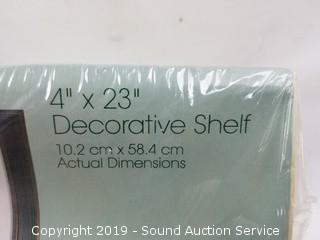 4" x 23"
Decorative Shelf
10.2 cm x 58.4 cm
Actual Dimensions
Copyright 2019 - Sound Auction Service